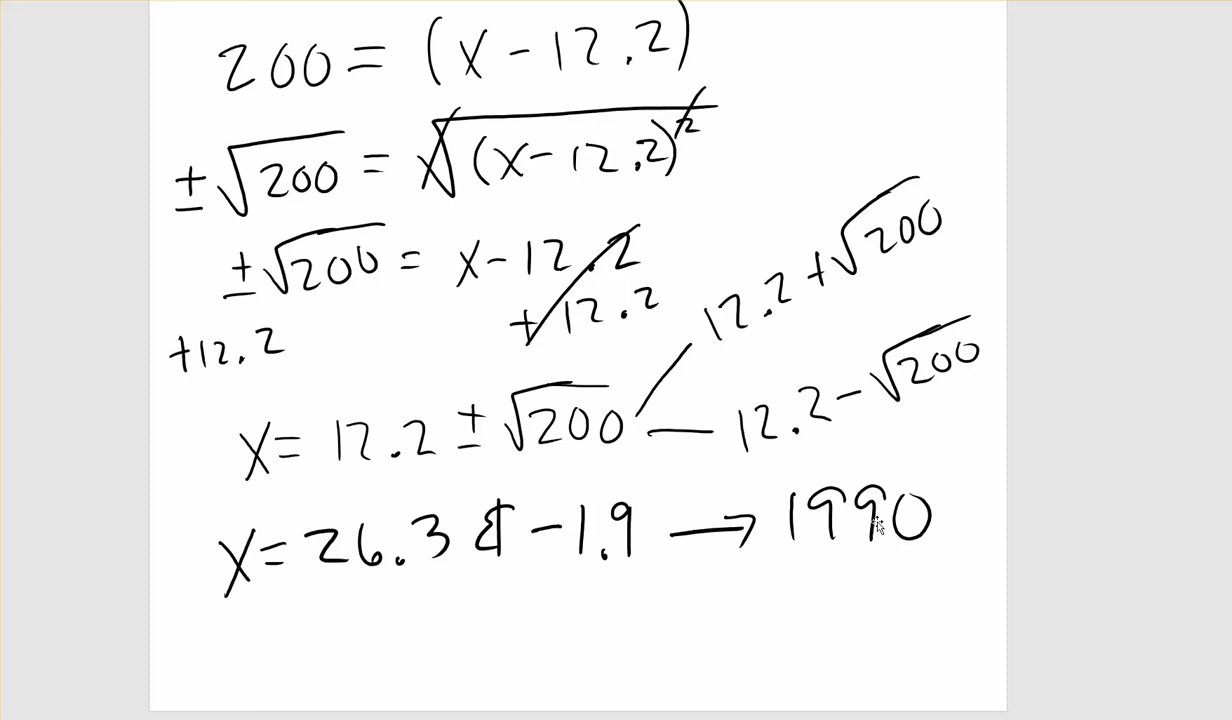 200 = (x - 12.2)
±√200 = √(x - 12.2)²
±√200 = x - 12.2
+12.2 +12.2
12.2 + √200
x = 12.2 ± √200
12.2 - √200
x = 26.3 & -1.9 → 1990